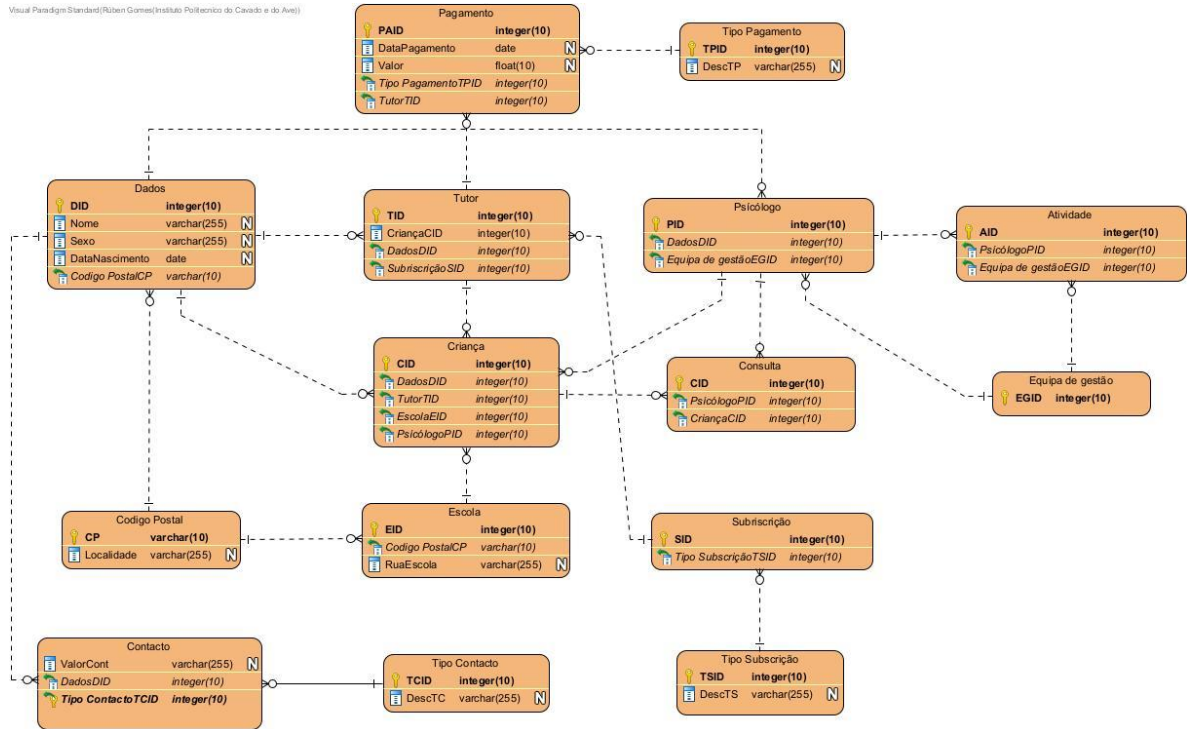 Visual Paradigm Standard(Rúben Gomes(Instituto Politecnico do Cavado e do Ave))
Pagamento
PAID integer(10)
DataPagamento date N
Valor float(10) N
Tipo PagamentoTPID integer(10)
TutorTID integer(10)
Tipo Pagamento
TPID integer(10)
DescTP varchar(255) N
Dados
DID integer(10)
Nome varchar(255) N
Sexo varchar(255) N
DataNascimento date N
Codigo PostalCP varchar(10)
Tutor
TID integer(10)
CriançaCID integer(10)
DadosDID integer(10)
SubriscriçãoSID integer(10)
Psicólogo
PID integer(10)
DadosDID integer(10)
Equipa de gestãoEGID integer(10)
Atividade
AID integer(10)
PsicólogoPID integer(10)
Equipa de gestãoEGID integer(10)
Criança
CID integer(10)
DadosDID integer(10)
TutorTID integer(10)
EscolaEID integer(10)
PsicólogoPID integer(10)
Consulta
CID integer(10)
PsicólogoPID integer(10)
CriançaCID integer(10)
Equipa de gestão
EGID integer(10)
Codigo Postal
CP varchar(10)
Localidade varchar(255) N
Escola
EID integer(10)
Codigo PostalCP varchar(10)
RuaEscola varchar(255) N
Subriscrição
SID integer(10)
Tipo SubscriçãoTSID integer(10)
Contacto
ValorCont varchar(255) N
DadosDID integer(10)
Tipo ContactoTCID integer(10)
Tipo Contacto
TCID integer(10)
DescTC varchar(255) N
Tipo Subscrição
TSID integer(10)
DescTS varchar(255) N